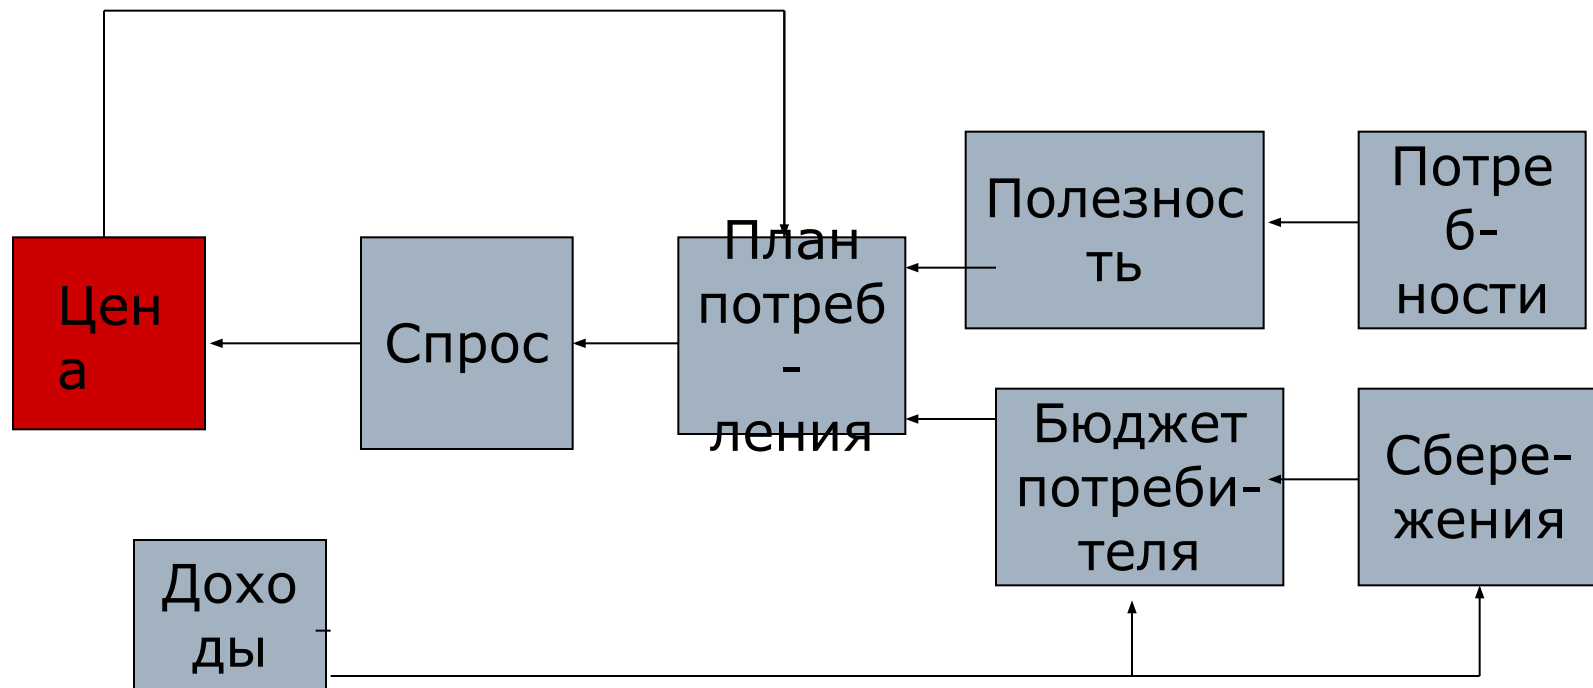 Цен
а
Спрос
План
потреб
-
ления
Полезнос
ть
Потре
б-
ности
Бюджет
потреби-
теля
Сбере-
жения
Дохо
ды